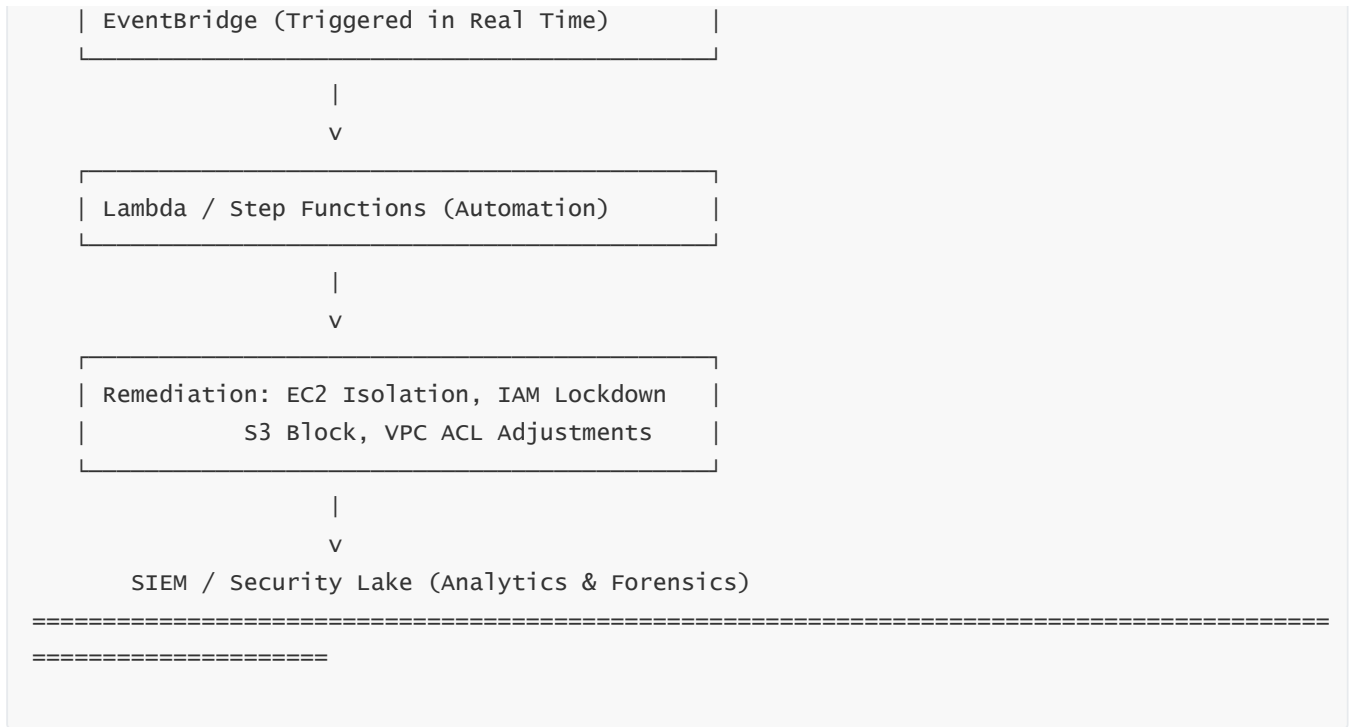 | EventBridge (Triggered in Real Time) |
└────────────────────────────────────────────┘
|
v
┌────────────────────────────────────────────┐
| Lambda / Step Functions (Automation) |
└────────────────────────────────────────────┘
|
v
┌────────────────────────────────────────────┐
| Remediation: EC2 Isolation, IAM Lockdown |
| S3 Block, VPC ACL Adjustments |
└────────────────────────────────────────────┘
|
v
SIEM / Security Lake (Analytics & Forensics)
============================================================================================
=====================